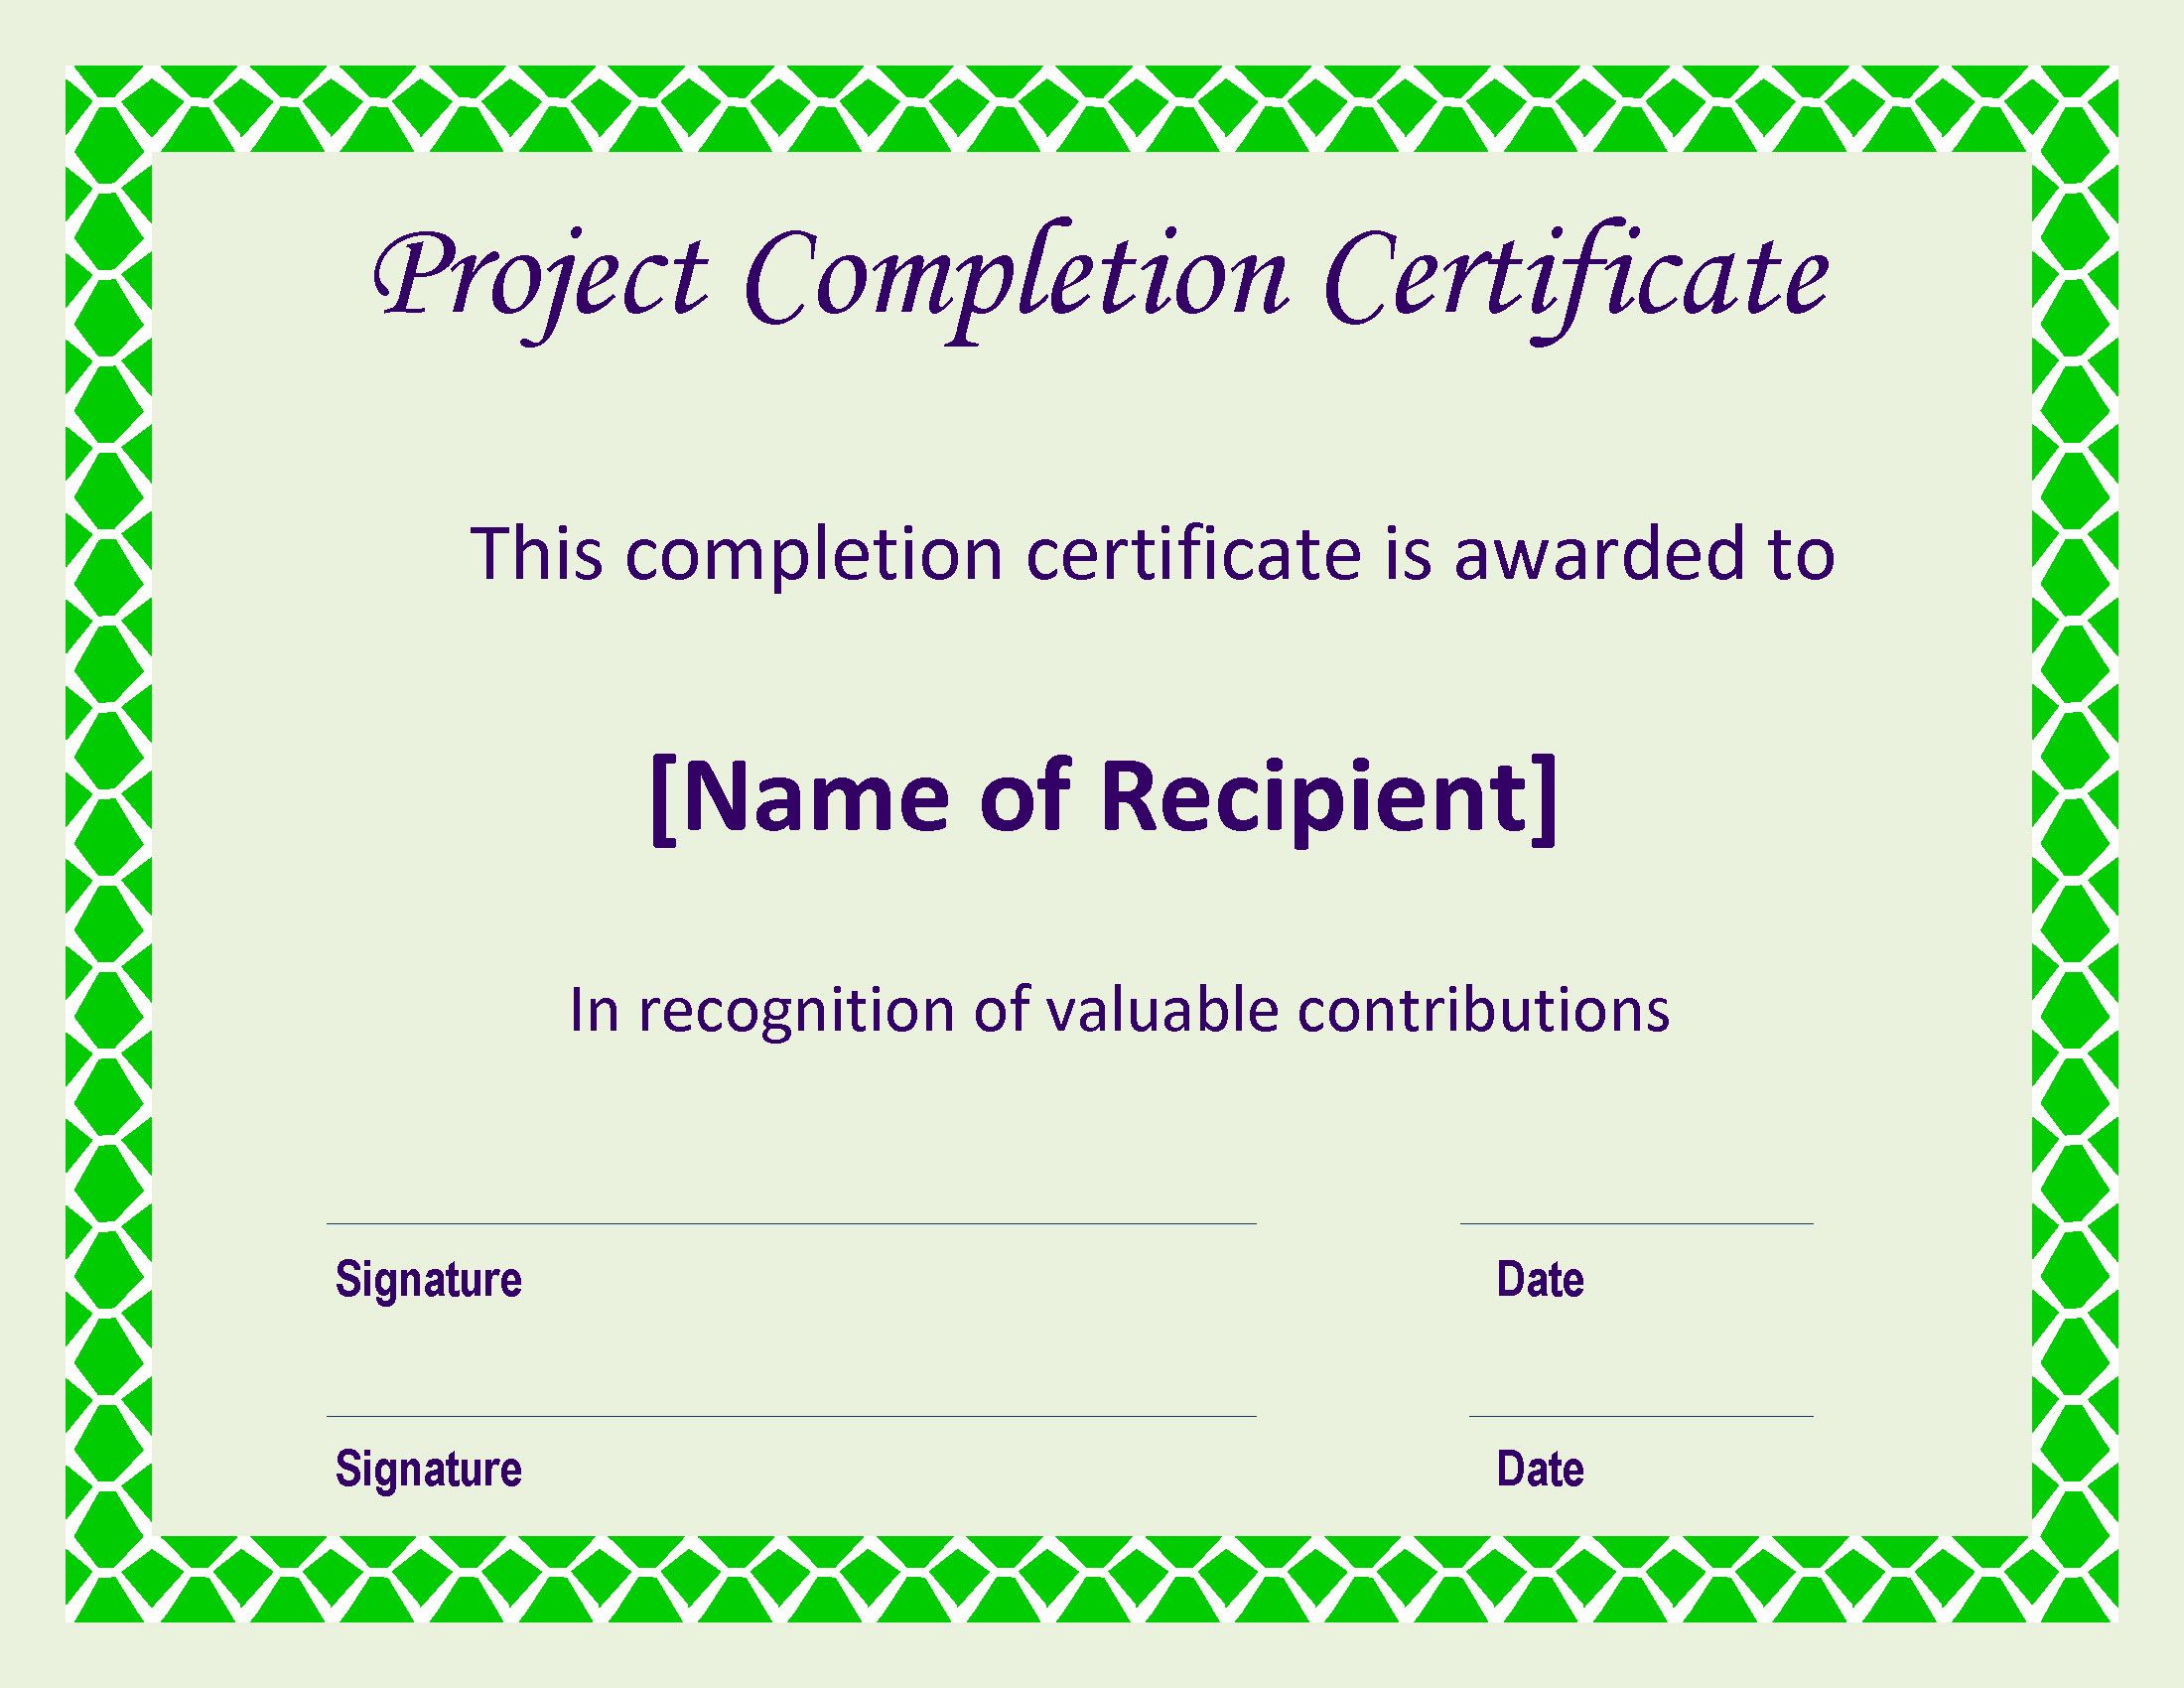 Project Completion Certificate
This completion certificate is awarded to
[Name of Recipient]
In recognition of valuable contributions
Signature Date
Signature Date